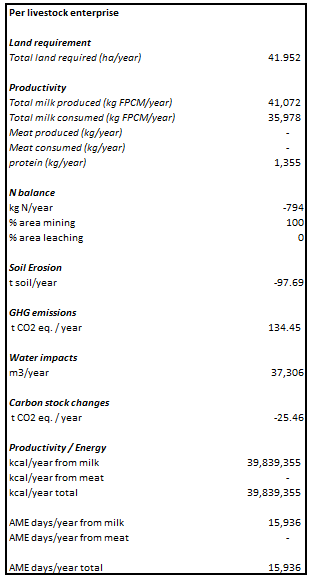 Per livestock enterprise
Land requirement
Total land required (ha/year) 41.952
Productivity
Total milk produced (kg FPCM/year) 41,072
Total milk consumed (kg FPCM/year) 35,978
Meat produced (kg/year) -
Meat consumed (kg/year) -
protein (kg/year) 1,355
N balance
kg N/year -794
% area mining 100
% area leaching 0
Soil Erosion
t soil/year -97.69
GHG emissions
t CO2 eq. / year 134.45
Water impacts
m3/year 37,306
Carbon stock changes
t CO2 eq. / year -25.46
Productivity / Energy
kcal/year from milk 39,839,355
kcal/year from meat -
kcal/year total 39,839,355
AME days/year from milk 15,936
AME days/year from meat -
AME days/year total 15,936